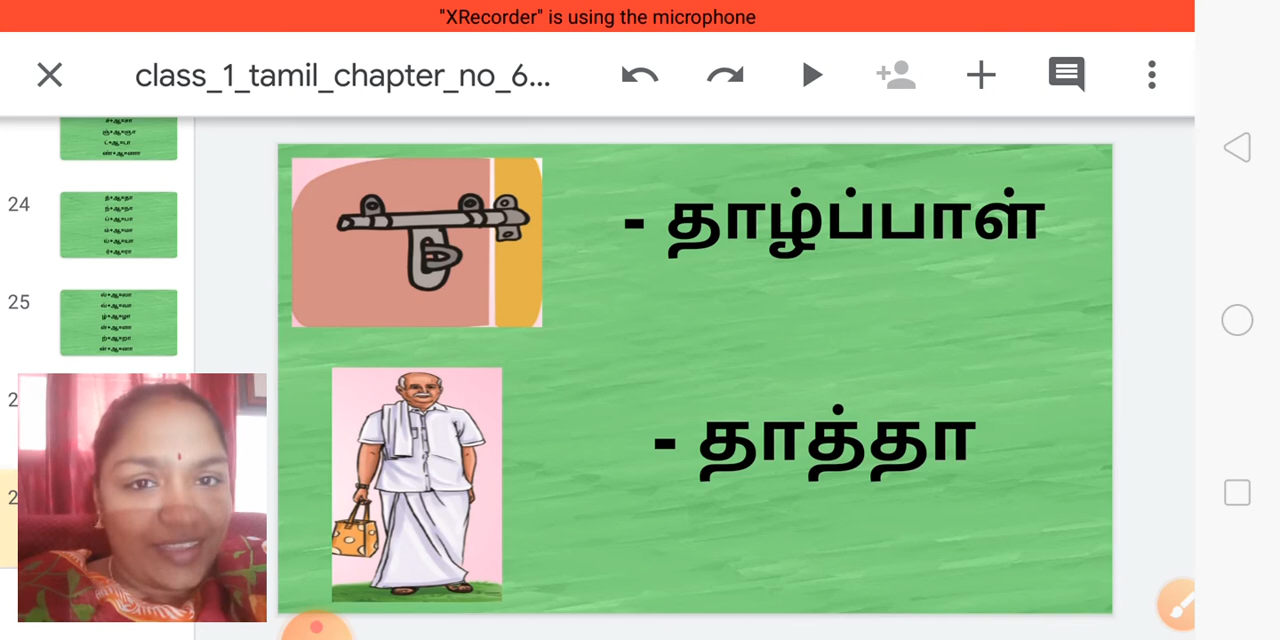 "XRecorder" is using the microphone
class_1_tamil_chapter_no_6...
24
த்+ஆ=தா
ந்+ஆ=நா
ப்+ஆ=பா
ம்+ஆ=மா
ய்+ஆ=யா
ர்+ஆ=ரா
25
ல்+ஆ=லா
வ்+ஆ=வா
ழ்+ஆ=ழா
ள்+ஆ=ளா
ற்+ஆ=றா
ன்+ஆ=னா
- தாழ்ப்பாள்
- தாத்தா